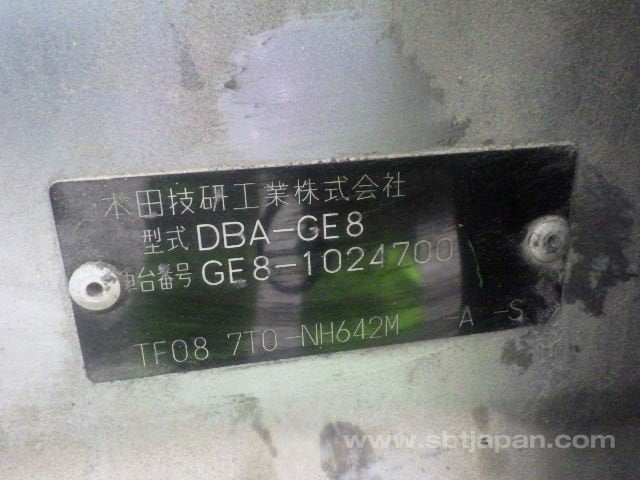 本田技研工業株式会社
型式 DBA-GE8
車台番号 GE8-1024700
TF08 7T0-NH642M -A -S
www.sbtjapan.com